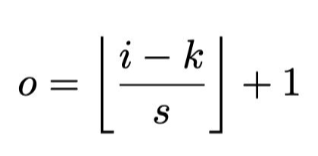 o = ⌊ (i − k) / s ⌋ + 1